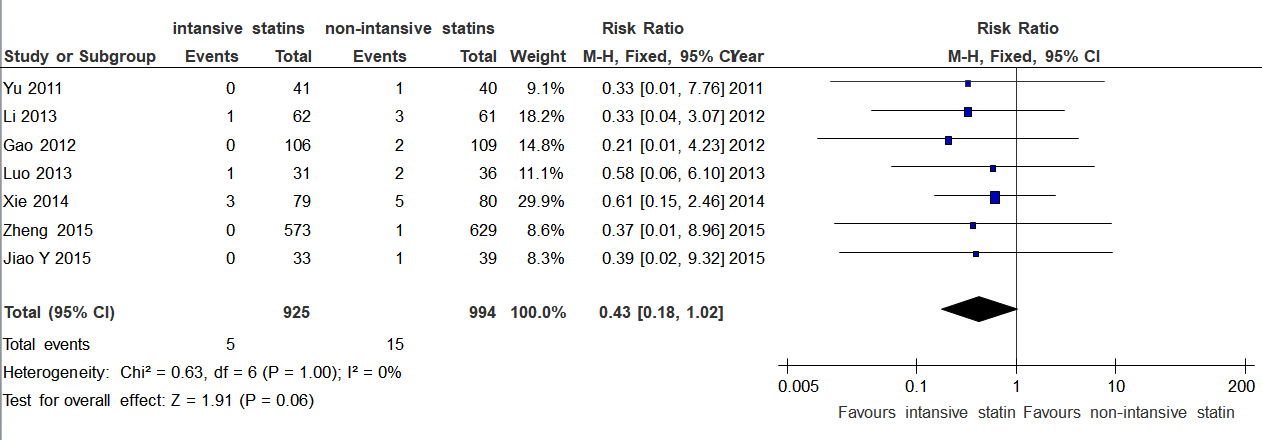 intansive statins non-intansive statins Risk Ratio Risk Ratio
Study or Subgroup Events Total Events Total Weight M-H, Fixed, 95% CI Year M-H, Fixed, 95% CI
Yu 2011 0 41 1 40 9.1% 0.33 [0.01, 7.76] 2011
Li 2013 1 62 3 61 18.2% 0.33 [0.04, 3.07] 2012
Gao 2012 0 106 2 109 14.8% 0.21 [0.01, 4.23] 2012
Luo 2013 1 31 2 36 11.1% 0.58 [0.06, 6.10] 2013
Xie 2014 3 79 5 80 29.9% 0.61 [0.15, 2.46] 2014
Zheng 2015 0 573 1 629 8.6% 0.37 [0.01, 8.96] 2015
Jiao Y 2015 0 33 1 39 8.3% 0.39 [0.02, 9.32] 2015
Total (95% CI) 925 994 100.0% 0.43 [0.18, 1.02]
Total events 5 15
Heterogeneity: Chi² = 0.63, df = 6 (P = 1.00); I² = 0%
Test for overall effect: Z = 1.91 (P = 0.06)
0.005 0.1 1 10 200
Favours intansive statin Favours non-intansive statin